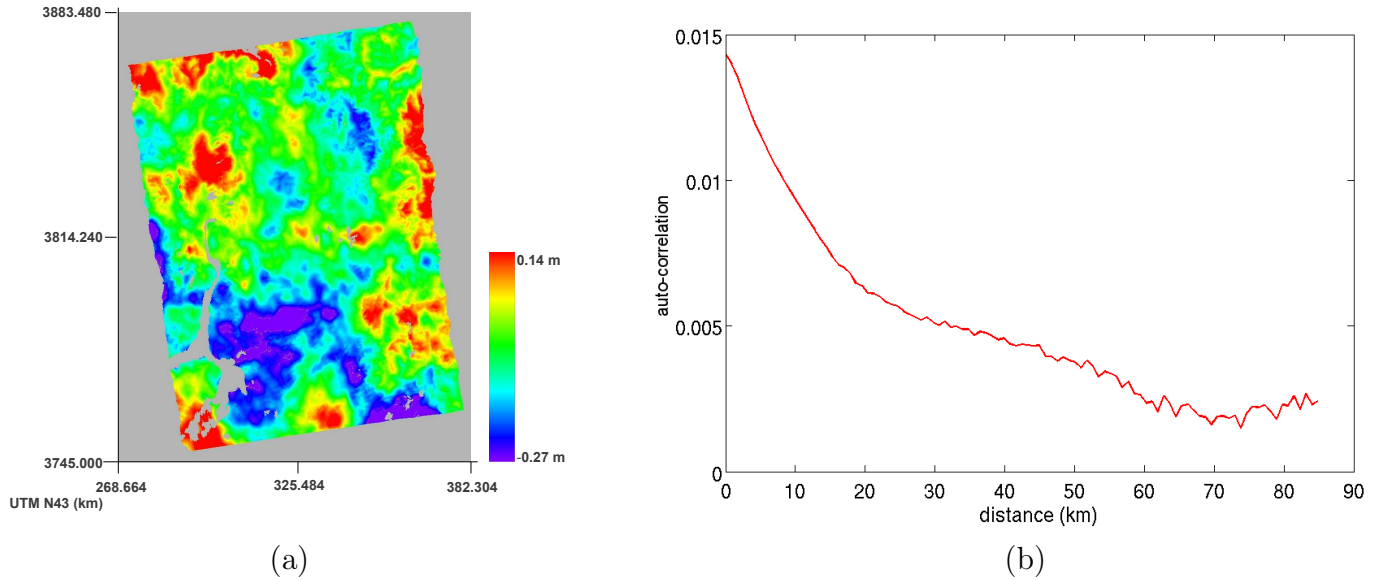 3883.480
3814.240
3745.000
268.664
325.484
382.304
UTM N43 (km)
0.14 m
-0.27 m
(a)
0.015
0.01
0.005
0
auto-correlation
0
10
20
30
40
50
60
70
80
90
distance (km)
(b)